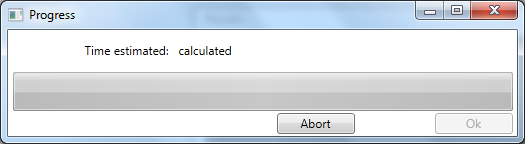 Progress
Time estimated: calculated
Abort
Ok